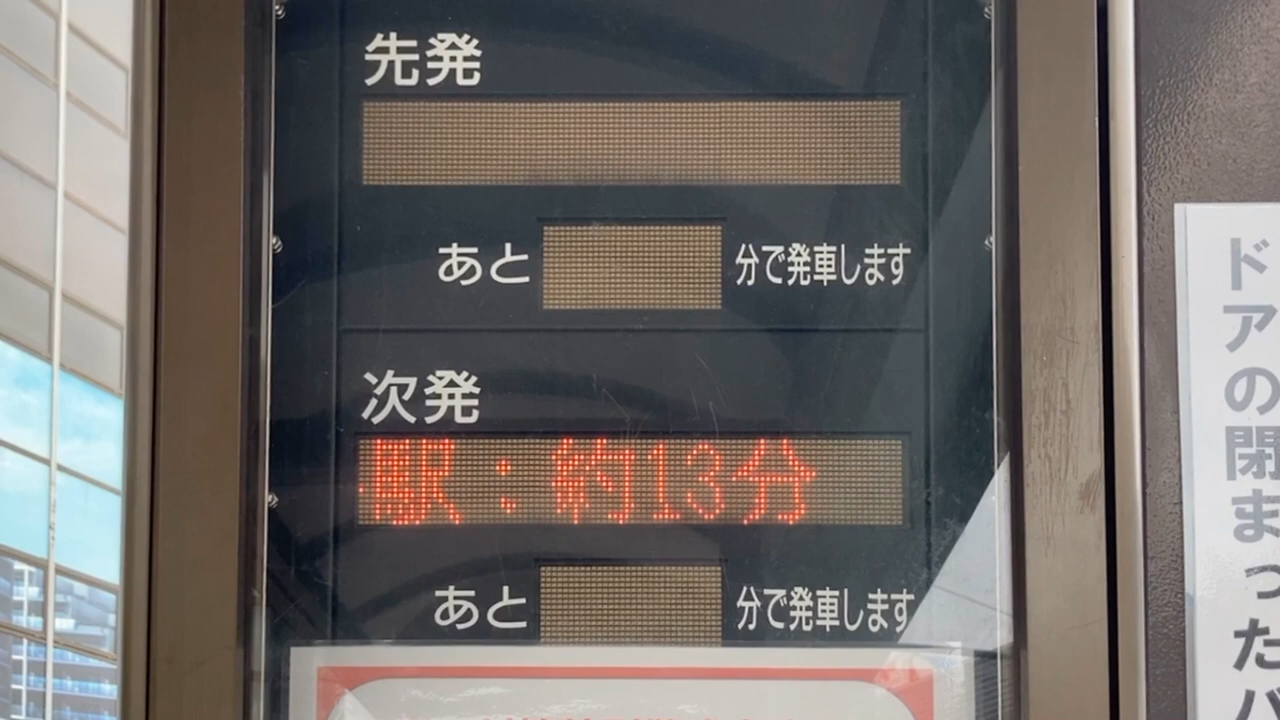 先発
あと 分で発車します
次発
駅：約13分
あと 分で発車します
ドアの閉まった